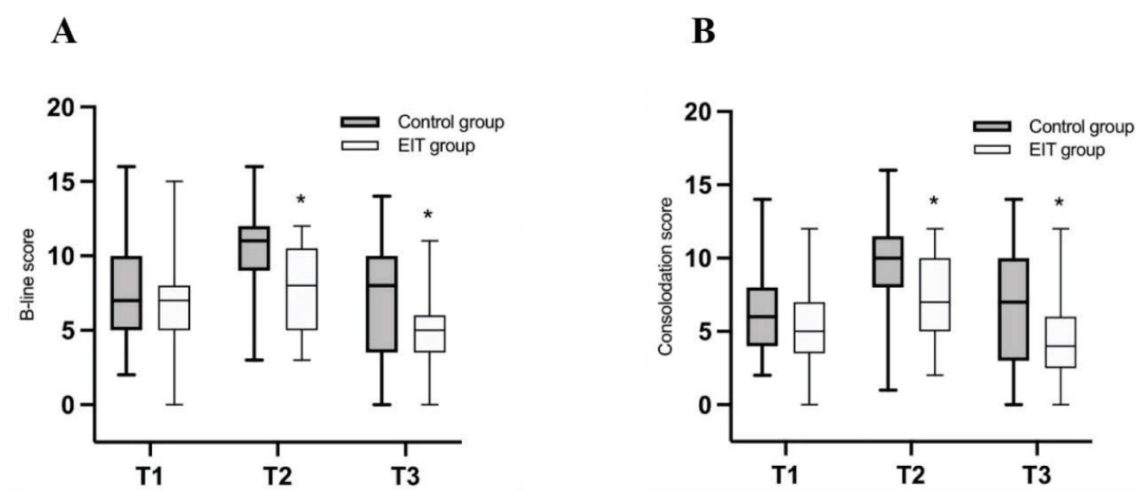 A
B-line score
20
15
10
5
0
Control group
EIT group
*
*
T1
T2
T3
B
Consolodation score
20
15
10
5
0
Control group
EIT group
*
*
T1
T2
T3